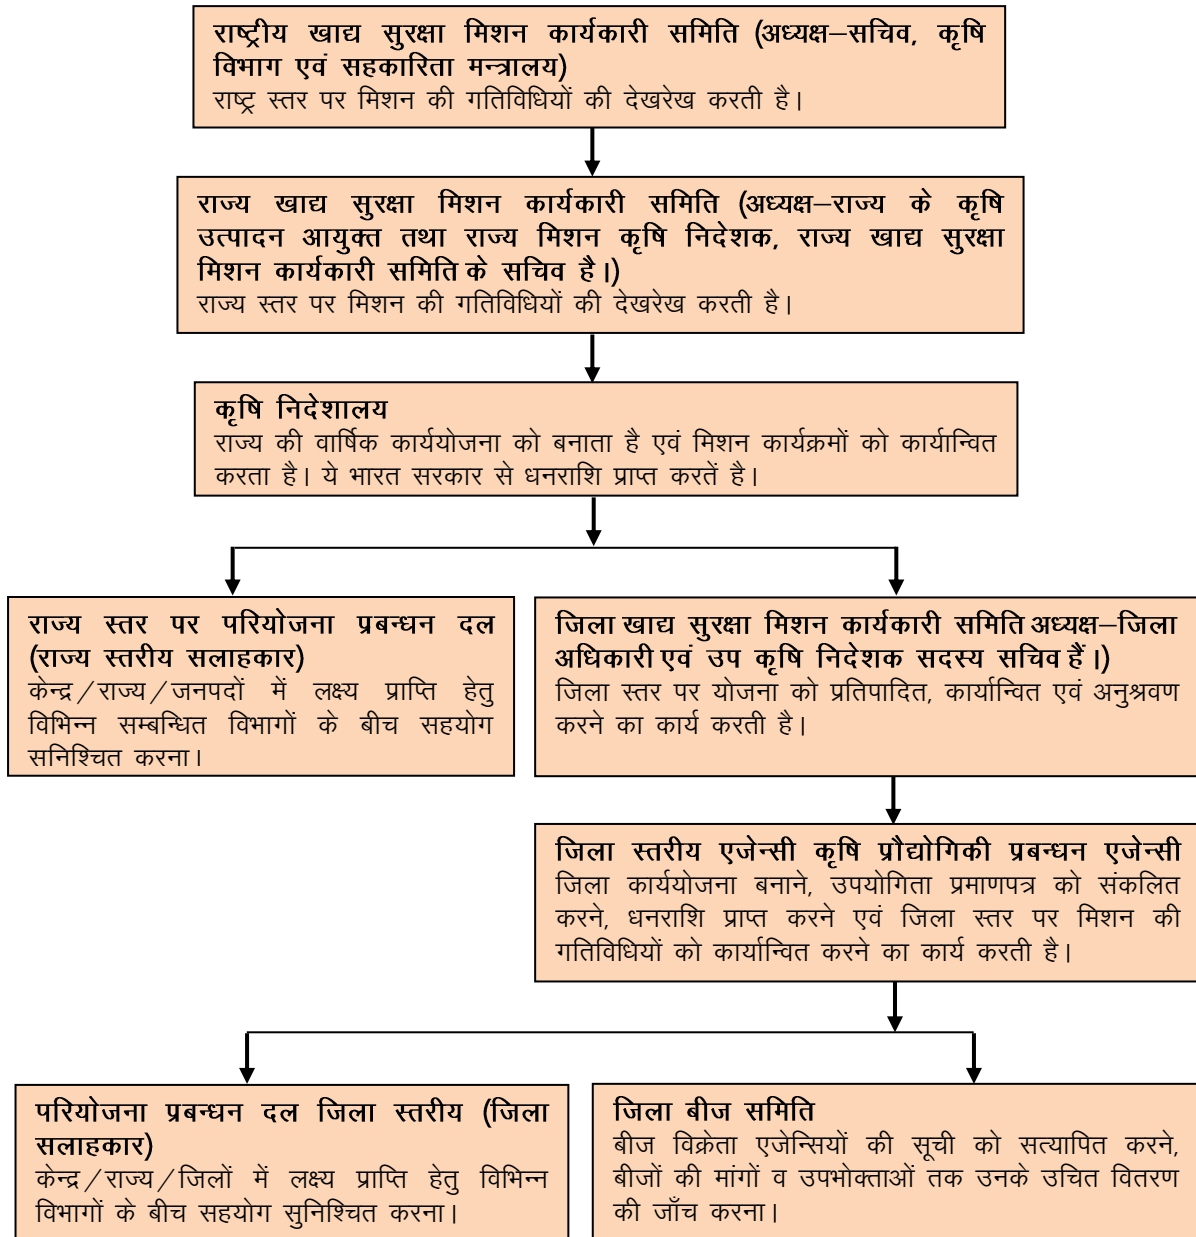 राष्ट्रीय खाद्य सुरक्षा मिशन कार्यकारी समिति (अध्यक्ष–सचिव, कृषि
विभाग एवं सहकारिता मन्त्रालय)
राष्ट्र स्तर पर मिशन की गतिविधियों की देखरेख करती है।
राज्य खाद्य सुरक्षा मिशन कार्यकारी समिति (अध्यक्ष–राज्य के कृषि
उत्पादन आयुक्त तथा राज्य मिशन कृषि निदेशक, राज्य खाद्य सुरक्षा
मिशन कार्यकारी समिति के सचिव है।)
राज्य स्तर पर मिशन की गतिविधियों की देखरेख करती है।
कृषि निदेशालय
राज्य की वार्षिक कार्ययोजना को बनाता है एवं मिशन कार्यक्रमों को कार्यान्वित
करता है। ये भारत सरकार से धनराशि प्राप्त करतें है।
राज्य स्तर पर परियोजना प्रबन्धन दल
(राज्य स्तरीय सलाहकार)
केन्द्र/राज्य/जनपदों में लक्ष्य प्राप्ति हेतु
विभिन्न सम्बन्धित विभागों के बीच सहयोग
सनिश्चित करना।
जिला खाद्य सुरक्षा मिशन कार्यकारी समिति अध्यक्ष–जिला
अधिकारी एवं उप कृषि निदेशक सदस्य सचिव हैं।)
जिला स्तर पर योजना को प्रतिपादित, कार्यान्वित एवं अनुश्रवण
करने का कार्य करती है।
जिला स्तरीय एजेन्सी कृषि प्रौद्योगिकी प्रबन्धन एजेन्सी
जिला कार्ययोजना बनाने, उपयोगिता प्रमाणपत्र को संकलित
करने, धनराशि प्राप्त करने एवं जिला स्तर पर मिशन की
गतिविधियों को कार्यान्वित करने का कार्य करती है।
परियोजना प्रबन्धन दल जिला स्तरीय (जिला
सलाहकार)
केन्द्र/राज्य/जिलों में लक्ष्य प्राप्ति हेतु विभिन्न
विभागों के बीच सहयोग सुनिश्चित करना।
जिला बीज समिति
बीज विक्रेता एजेन्सियों की सूची को सत्यापित करने,
बीजों की मांगों व उपभोक्ताओं तक उनके उचित वितरण
की जाँच करना।